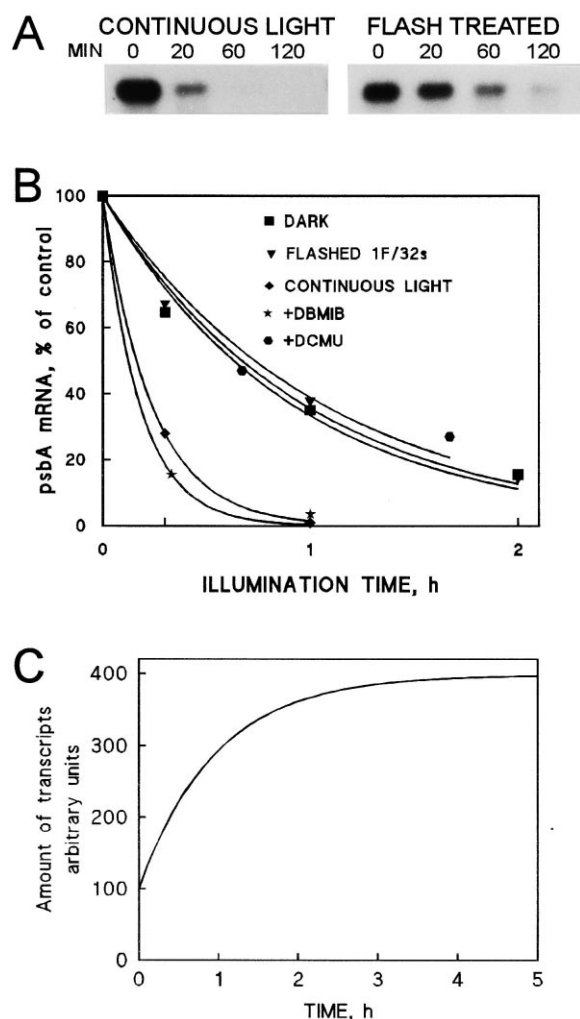 A
CONTINUOUS LIGHT FLASH TREATED
MIN 0 20 60 120 0 20 60 120
B
psbA mRNA, % of control
100
80
60
40
20
0
DARK
FLASHED 1F/32s
CONTINUOUS LIGHT
+DBMIB
+DCMU
0 1 2
ILLUMINATION TIME, h
C
Amount of transcripts
arbitrary units
400
300
200
100
0
0 1 2 3 4 5
TIME, h